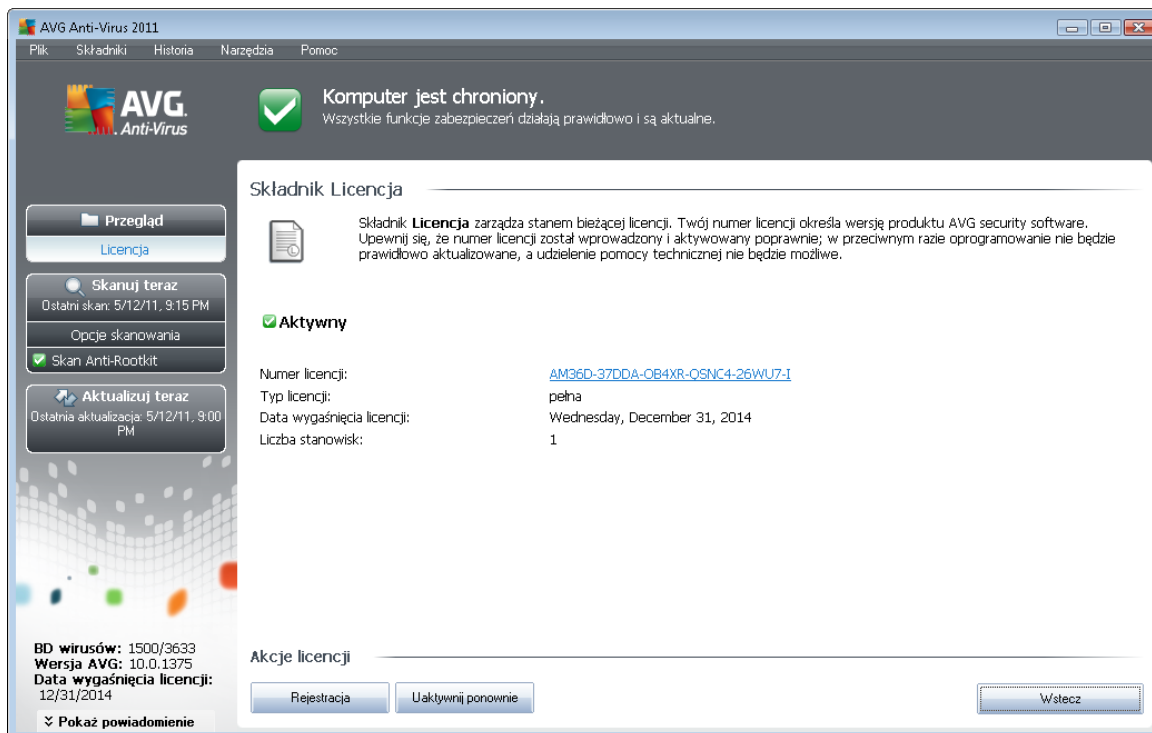 AVG Anti-Virus 2011
Plik Składniki Historia Narzędzia Pomoc
AVG.
Anti-Virus
Komputer jest chroniony.
Wszystkie funkcje zabezpieczeń działają prawidłowo i są aktualne.
Przegląd
Licencja
Skanuj teraz
Ostatni skan: 5/12/11, 9:15 PM
Opcje skanowania
Skan Anti-Rootkit
Aktualizuj teraz
Ostatnia aktualizacja: 5/12/11, 9:00
PM
BD wirusów: 1500/3633
Wersja AVG: 10.0.1375
Data wygaśnięcia licencji:
12/31/2014
Pokaż powiadomienie
Składnik Licencja
Składnik Licencja zarządza stanem bieżącej licencji. Twój numer licencji określa wersję produktu AVG security software.
Upewnij się, że numer licencji został wprowadzony i aktywowany poprawnie; w przeciwnym razie oprogramowanie nie będzie
prawidłowo aktualizowane, a udzielenie pomocy technicznej nie będzie możliwe.
Aktywny
Numer licencji: AM36D-37DDA-OB4XR-QSNC4-26WU7-I
Typ licencji: pełna
Data wygaśnięcia licencji: Wednesday, December 31, 2014
Liczba stanowisk: 1
Akcje licencji
Rejestracja Uaktywnij ponownie Wstecz